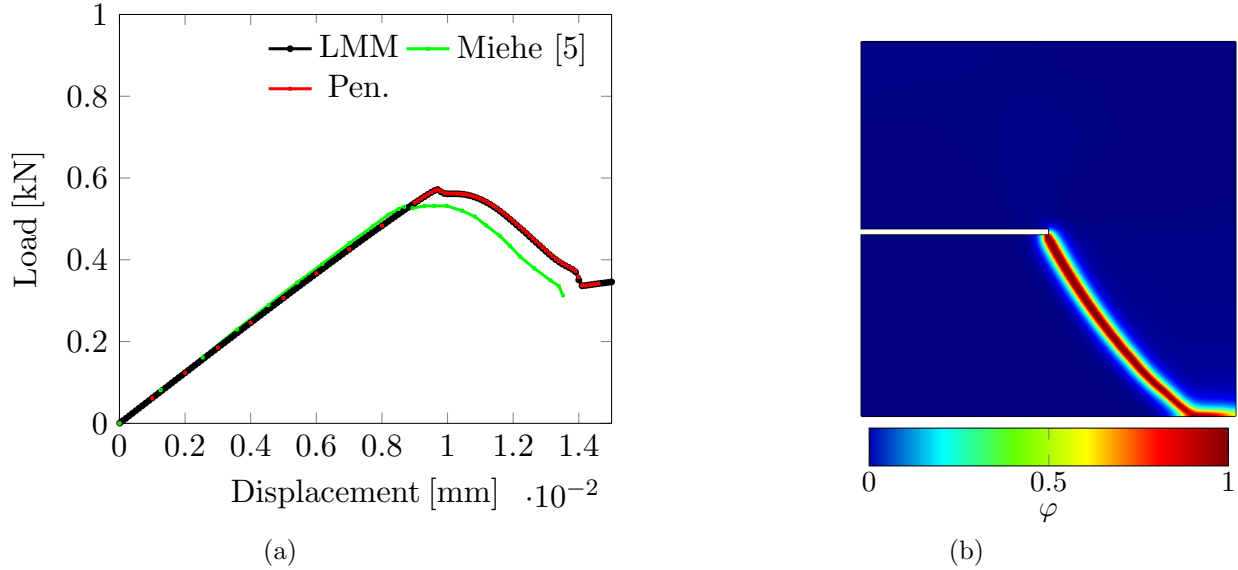 1
0.8
0.6
0.4
0.2
0
0 0.2 0.4 0.6 0.8 1 1.2 1.4
Load [kN]
Displacement [mm] ·10⁻²
LMM Miehe [5]
Pen.
(a)
0 0.5 1
φ
(b)